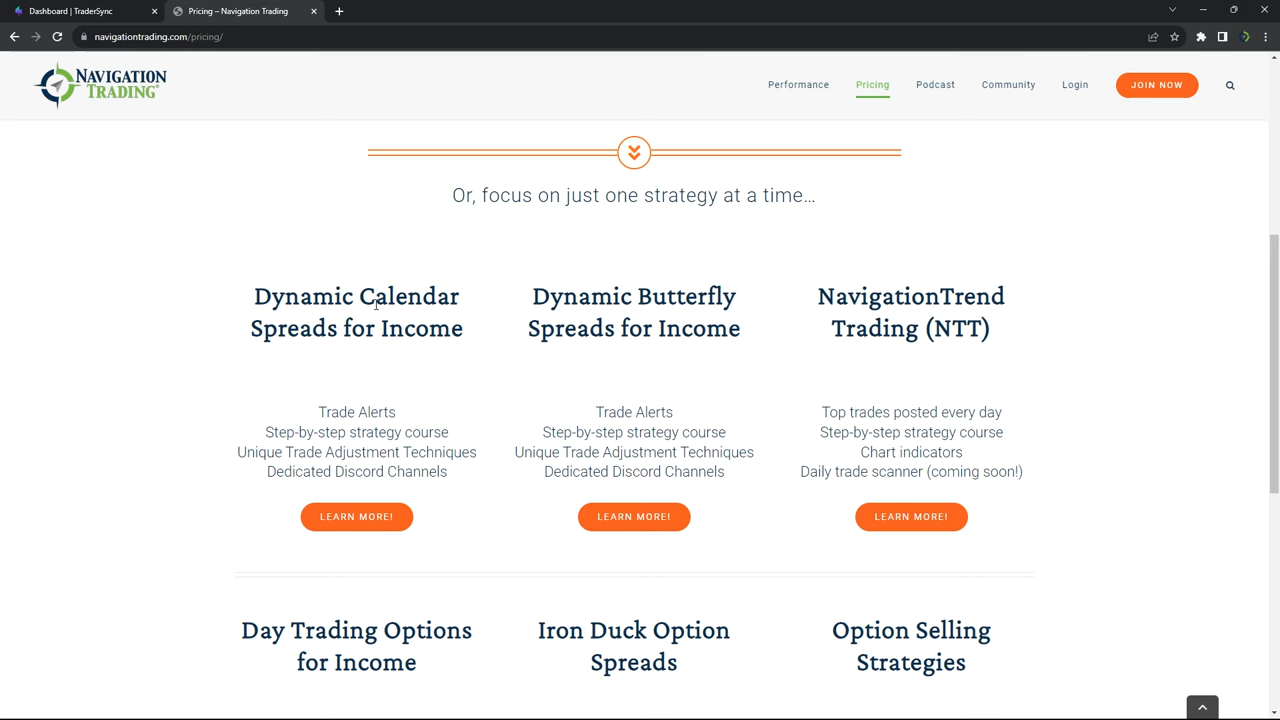 Dashboard | TraderSync
Pricing – Navigation Trading
navigationtrading.com/pricing/
NAVIGATION
TRADING®
Performance
Pricing
Podcast
Community
Login
JOIN NOW
Or, focus on just one strategy at a time...
Dynamic Calendar
Spreads for Income
Trade Alerts
Step-by-step strategy course
Unique Trade Adjustment Techniques
Dedicated Discord Channels
LEARN MORE!
Dynamic Butterfly
Spreads for Income
Trade Alerts
Step-by-step strategy course
Unique Trade Adjustment Techniques
Dedicated Discord Channels
LEARN MORE!
NavigationTrend
Trading (NTT)
Top trades posted every day
Step-by-step strategy course
Chart indicators
Daily trade scanner (coming soon!)
LEARN MORE!
Day Trading Options
for Income
Iron Duck Option
Spreads
Option Selling
Strategies